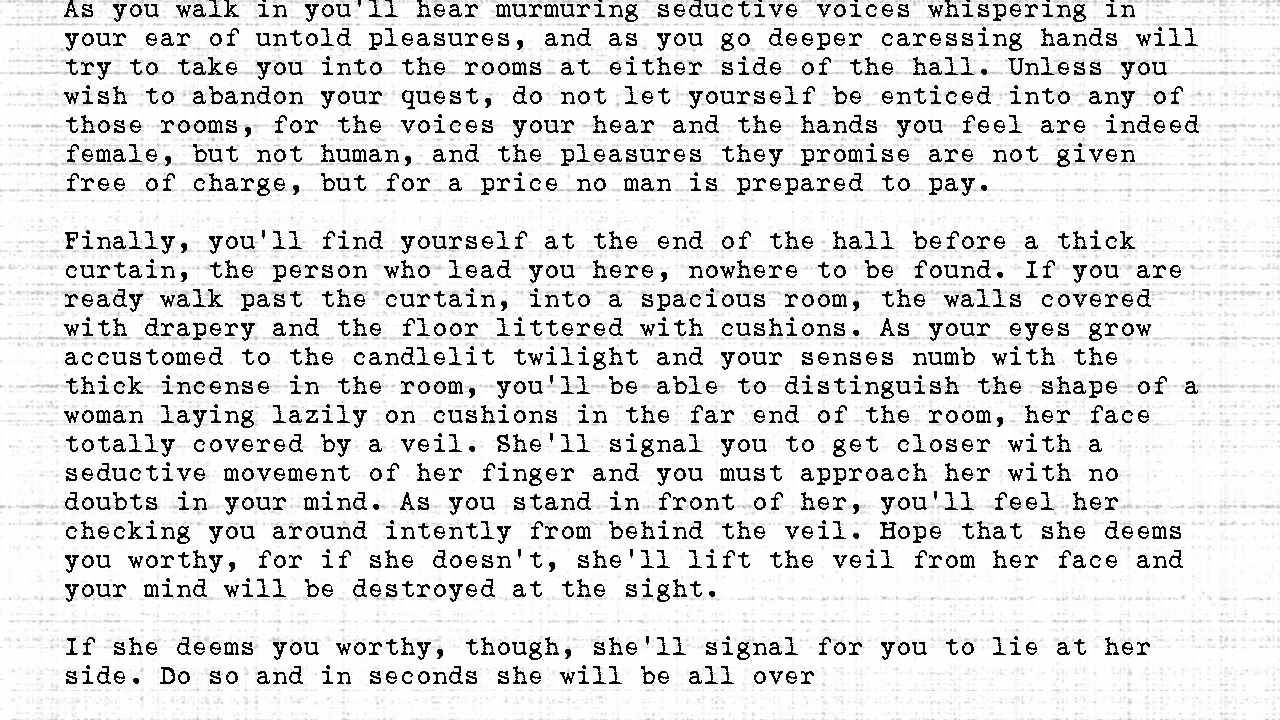 As you walk in you'll hear murmuring seductive voices whispering in
your ear of untold pleasures, and as you go deeper caressing hands will
try to take you into the rooms at either side of the hall. Unless you
wish to abandon your quest, do not let yourself be enticed into any of
those rooms, for the voices your hear and the hands you feel are indeed
female, but not human, and the pleasures they promise are not given
free of charge, but for a price no man is prepared to pay.
Finally, you'll find yourself at the end of the hall before a thick
curtain, the person who lead you here, nowhere to be found. If you are
ready walk past the curtain, into a spacious room, the walls covered
with drapery and the floor littered with cushions. As your eyes grow
accustomed to the candlelit twilight and your senses numb with the
thick incense in the room, you'll be able to distinguish the shape of a
woman laying lazily on cushions in the far end of the room, her face
totally covered by a veil. She'll signal you to get closer with a
seductive movement of her finger and you must approach her with no
doubts in your mind. As you stand in front of her, you'll feel her
checking you around intently from behind the veil. Hope that she deems
you worthy, for if she doesn't, she'll lift the veil from her face and
your mind will be destroyed at the sight.
If she deems you worthy, though, she'll signal for you to lie at her
side. Do so and in seconds she will be all over